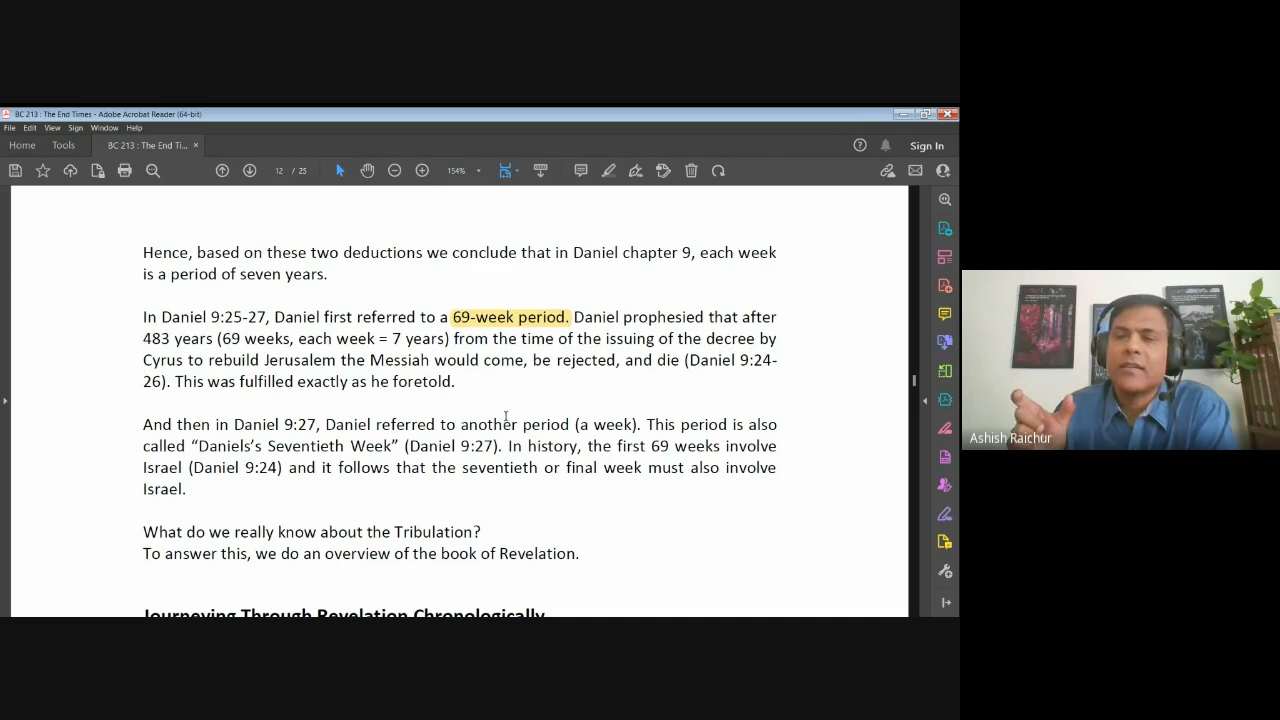 BC 213 : The End Times - Adobe Acrobat Reader (64-bit)
File Edit View Sign Window Help
Home Tools BC 213 : The End Ti... × Sign In
12 / 25 154%
Hence, based on these two deductions we conclude that in Daniel chapter 9, each week
is a period of seven years.
In Daniel 9:25-27, Daniel first referred to a 69-week period. Daniel prophesied that after
483 years (69 weeks, each week = 7 years) from the time of the issuing of the decree by
Cyrus to rebuild Jerusalem the Messiah would come, be rejected, and die (Daniel 9:24-
26). This was fulfilled exactly as he foretold.
And then in Daniel 9:27, Daniel referred to another period (a week). This period is also
called “Daniels’s Seventieth Week” (Daniel 9:27). In history, the first 69 weeks involve
Israel (Daniel 9:24) and it follows that the seventieth or final week must also involve
Israel.
What do we really know about the Tribulation?
To answer this, we do an overview of the book of Revelation.
Journeying Through Revelation Chronologically
Ashish Raichur